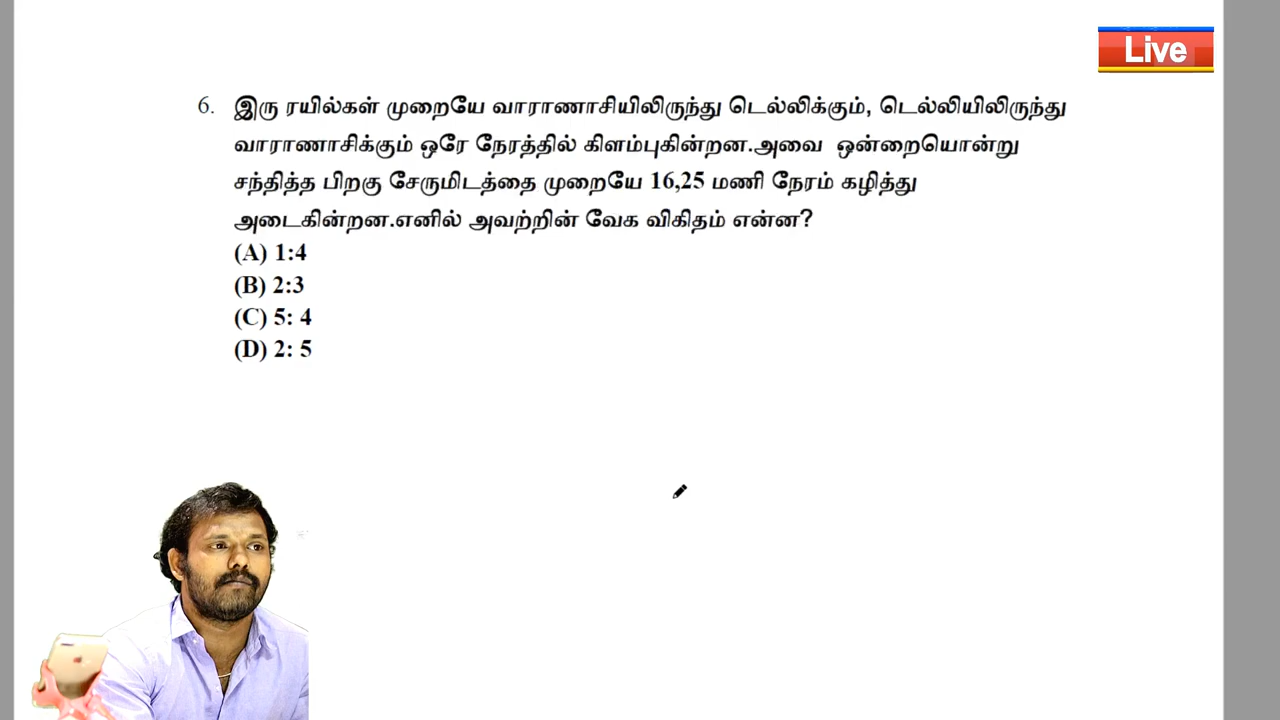 Live
6. இரு ரயில்கள் முறையே வாராணாசியிலிருந்து டெல்லிக்கும், டெல்லியிலிருந்து
வாராணாசிக்கும் ஒரே நேரத்தில் கிளம்புகின்றன.அவை ஒன்றையொன்று
சந்தித்த பிறகு சேருமிடத்தை முறையே 16,25 மணி நேரம் கழித்து
அடைகின்றன.எனில் அவற்றின் வேக விகிதம் என்ன?
(A) 1:4
(B) 2:3
(C) 5: 4
(D) 2: 5